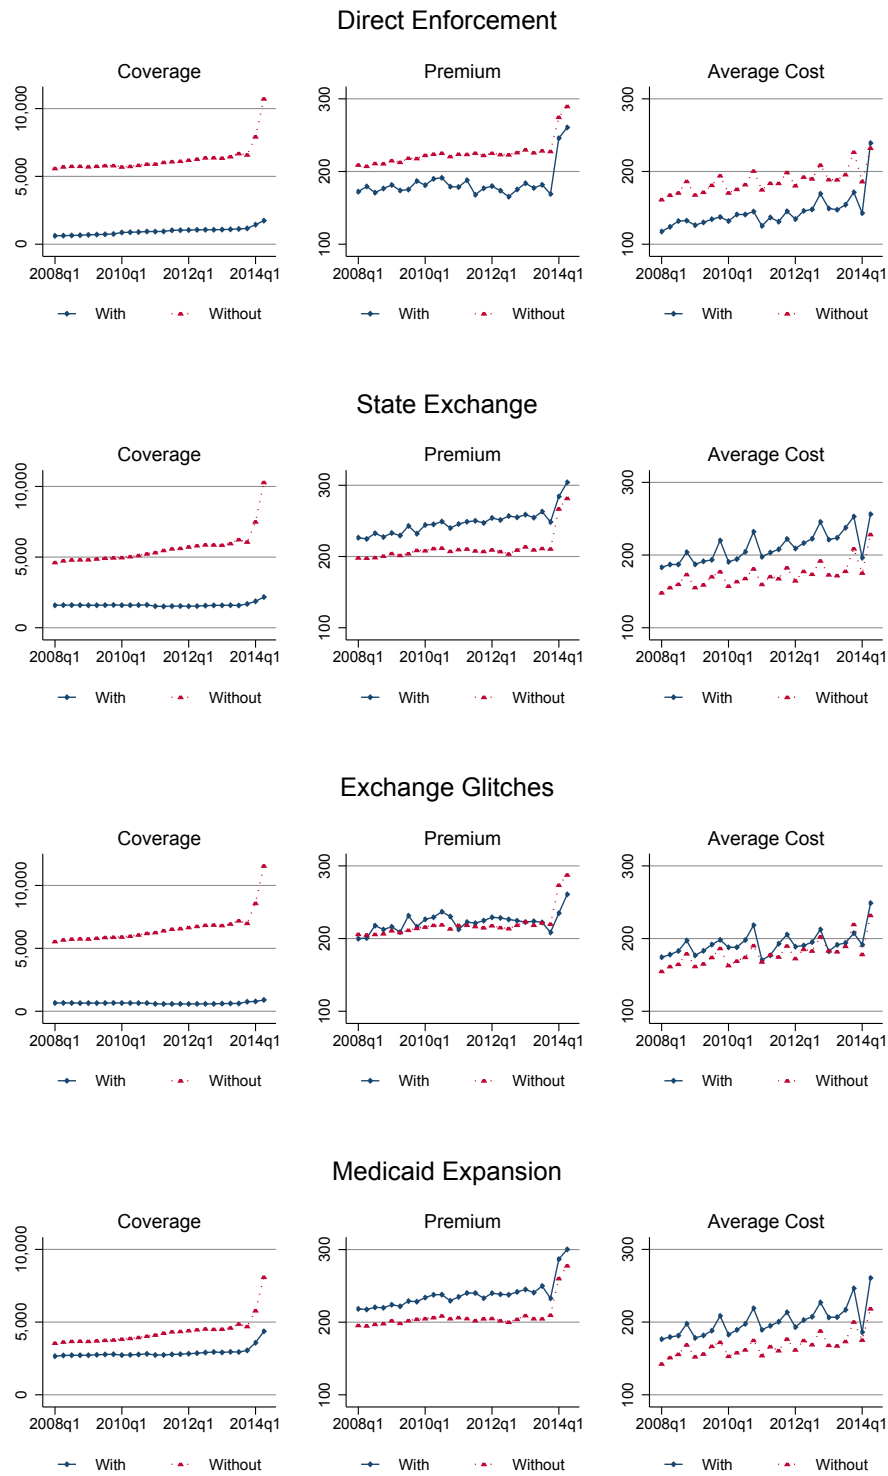 Direct Enforcement
Coverage Premium Average Cost
10,000
5,000
0
300
200
100
300
200
100
2008q1 2010q1 2012q1 2014q1 2008q1 2010q1 2012q1 2014q1 2008q1 2010q1 2012q1 2014q1
With Without With Without With Without
State Exchange
Coverage Premium Average Cost
10,000
5,000
0
300
200
100
300
200
100
2008q1 2010q1 2012q1 2014q1 2008q1 2010q1 2012q1 2014q1 2008q1 2010q1 2012q1 2014q1
With Without With Without With Without
Exchange Glitches
Coverage Premium Average Cost
10,000
5,000
0
300
200
100
300
200
100
2008q1 2010q1 2012q1 2014q1 2008q1 2010q1 2012q1 2014q1 2008q1 2010q1 2012q1 2014q1
With Without With Without With Without
Medicaid Expansion
Coverage Premium Average Cost
10,000
5,000
0
300
200
100
300
200
100
2008q1 2010q1 2012q1 2014q1 2008q1 2010q1 2012q1 2014q1 2008q1 2010q1 2012q1 2014q1
With Without With Without With Without